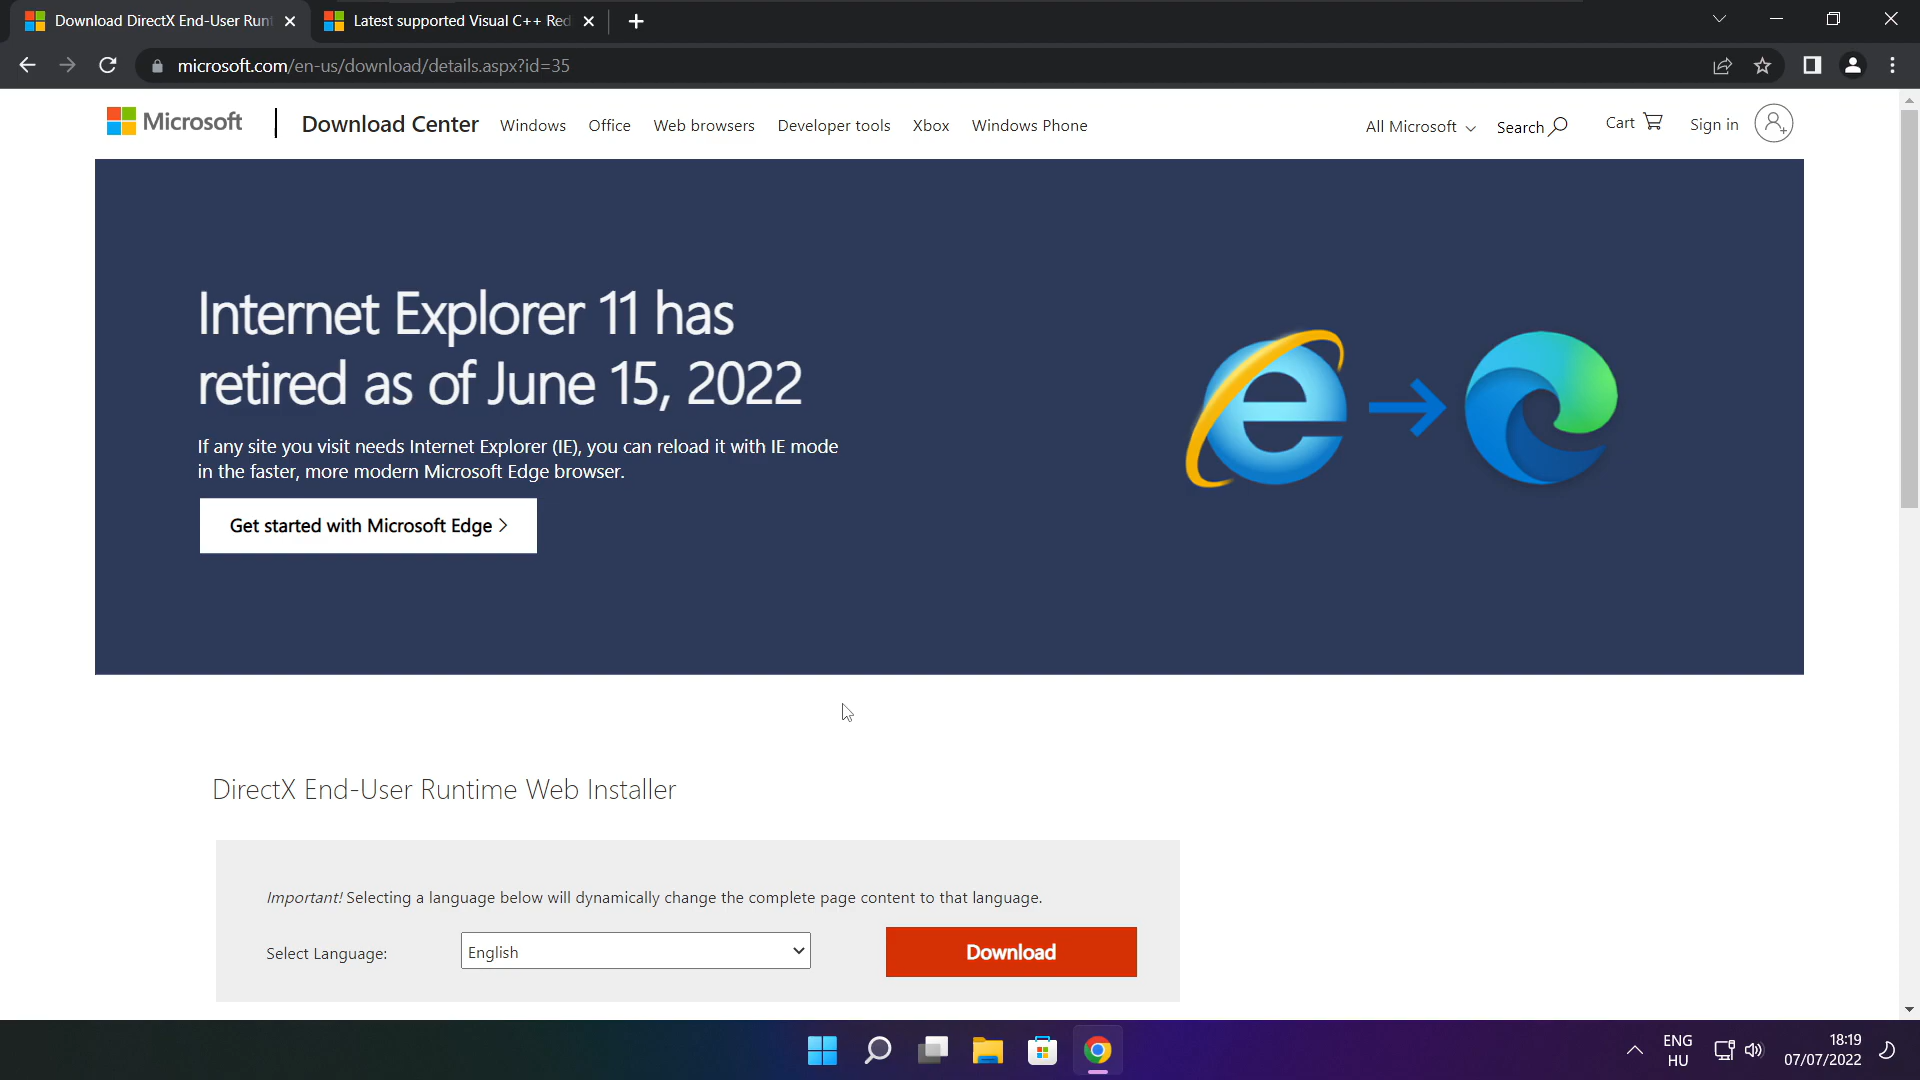 Download DirectX End-User Runt
Latest supported Visual C++ Red
microsoft.com/en-us/download/details.aspx?id=35
Microsoft
Download Center
Windows
Office
Web browsers
Developer tools
Xbox
Windows Phone
All Microsoft
Search
Cart
Sign in
Internet Explorer 11 has
retired as of June 15, 2022
If any site you visit needs Internet Explorer (IE), you can reload it with IE mode
in the faster, more modern Microsoft Edge browser.
Get started with Microsoft Edge >
DirectX End-User Runtime Web Installer
Important! Selecting a language below will dynamically change the complete page content to that language.
Select Language:
English
Download
ENG
HU
18:19
07/07/2022